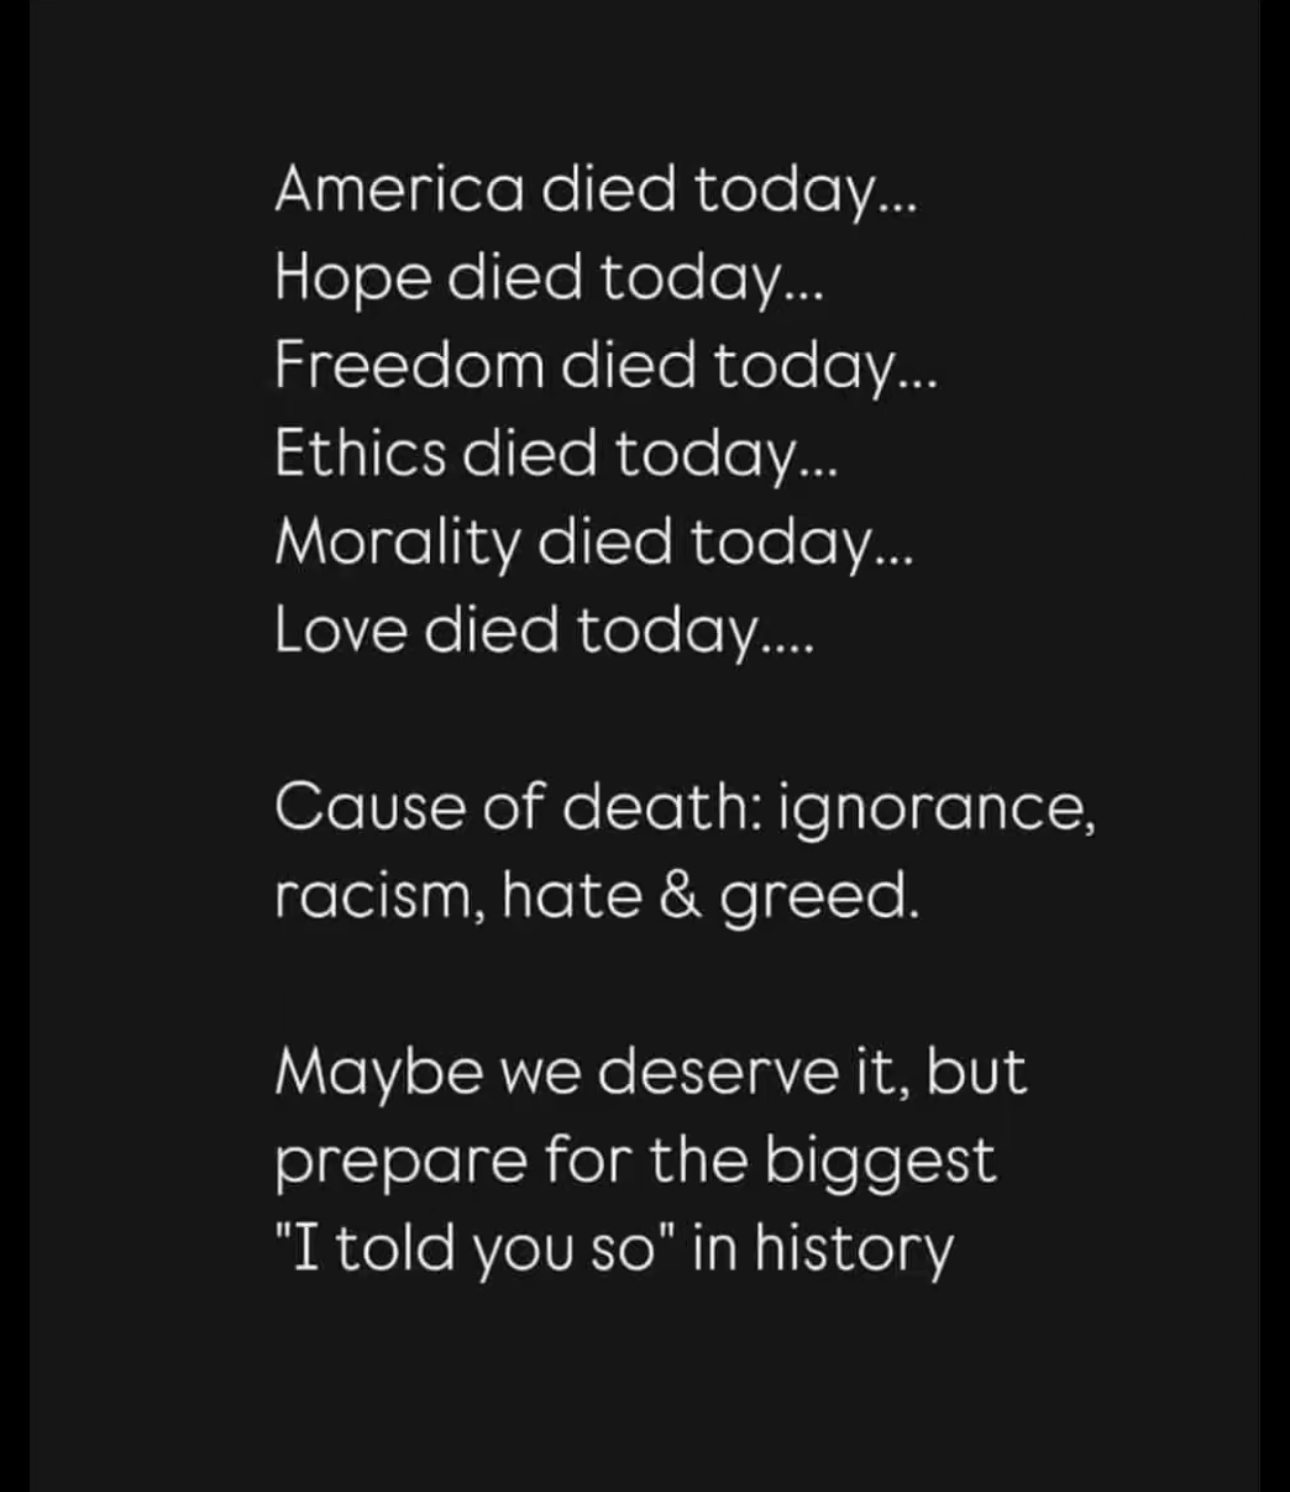 America died today...
Hope died today...
Freedom died today...
Ethics died today...
Morality died today...
Love died today....
Cause of death: ignorance,
racism, hate & greed.
Maybe we deserve it, but
prepare for the biggest
"I told you so" in history